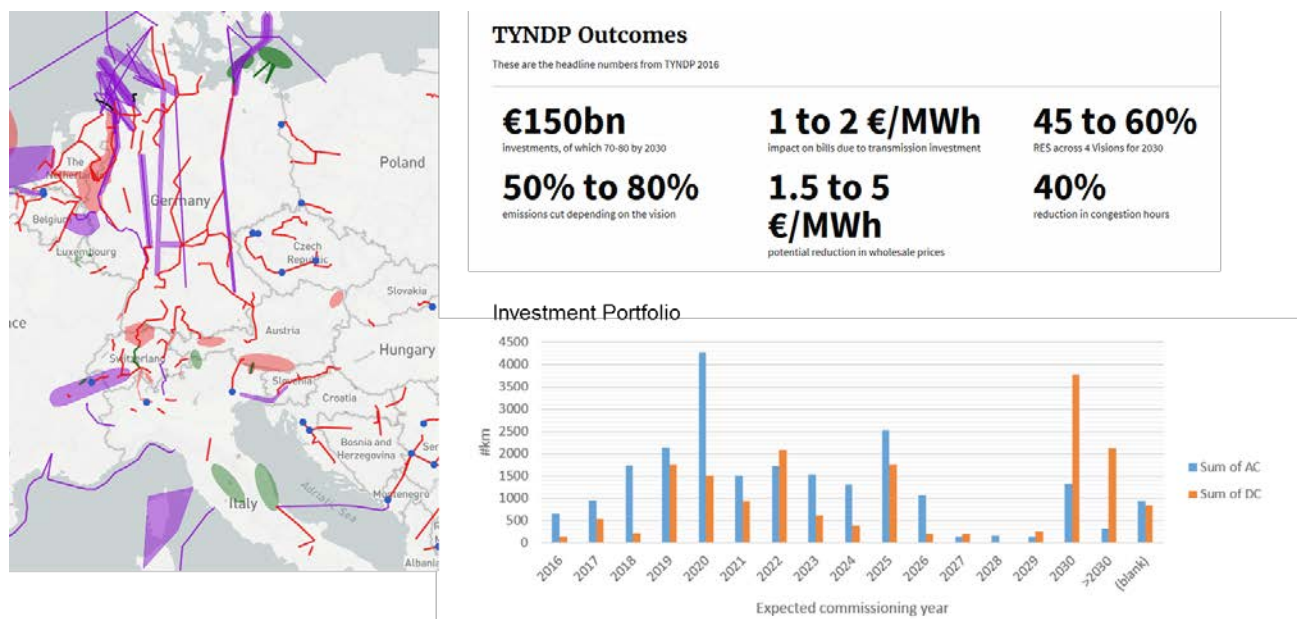 The
Netherlands
Belgium
Luxembourg
Germany
Poland
Czech
Republic
Slovakia
Austria
Hungary
Switzerland
Slovenia
Croatia
Bosnia and
Herzegovina
Ser
Montenegro
Italy
Adriatic Sea
Albania
nce
TYNDP Outcomes
These are the headline numbers from TYNDP 2016
€150bn
investments, of which 70-80 by 2030
1 to 2 €/MWh
impact on bills due to transmission investment
45 to 60%
RES across 4 Visions for 2030
50% to 80%
emissions cut depending on the vision
1.5 to 5
€/MWh
potential reduction in wholesale prices
40%
reduction in congestion hours
Investment Portfolio
4500
4000
3500
3000
2500
2000
1500
1000
500
0
#km
2016
2017
2018
2019
2020
2021
2022
2023
2024
2025
2026
2027
2028
2029
2030
>2030
(blank)
Expected commissioning year
Sum of AC
Sum of DC